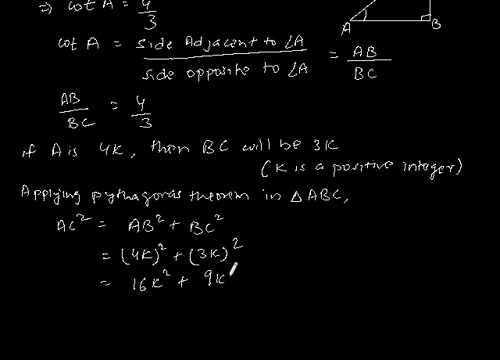 ⇒ cot A = 4/3
A B
cot A = side Adjacent to ∠A / side opposite to ∠A = AB / BC
AB / BC = 4 / 3
if A is 4K, then BC will be 3K
(K is a positive integer)
Applying pythagoras theorem in △ABC,
AC² = AB² + BC²
= (4K)² + (3K)²
= 16K² + 9K